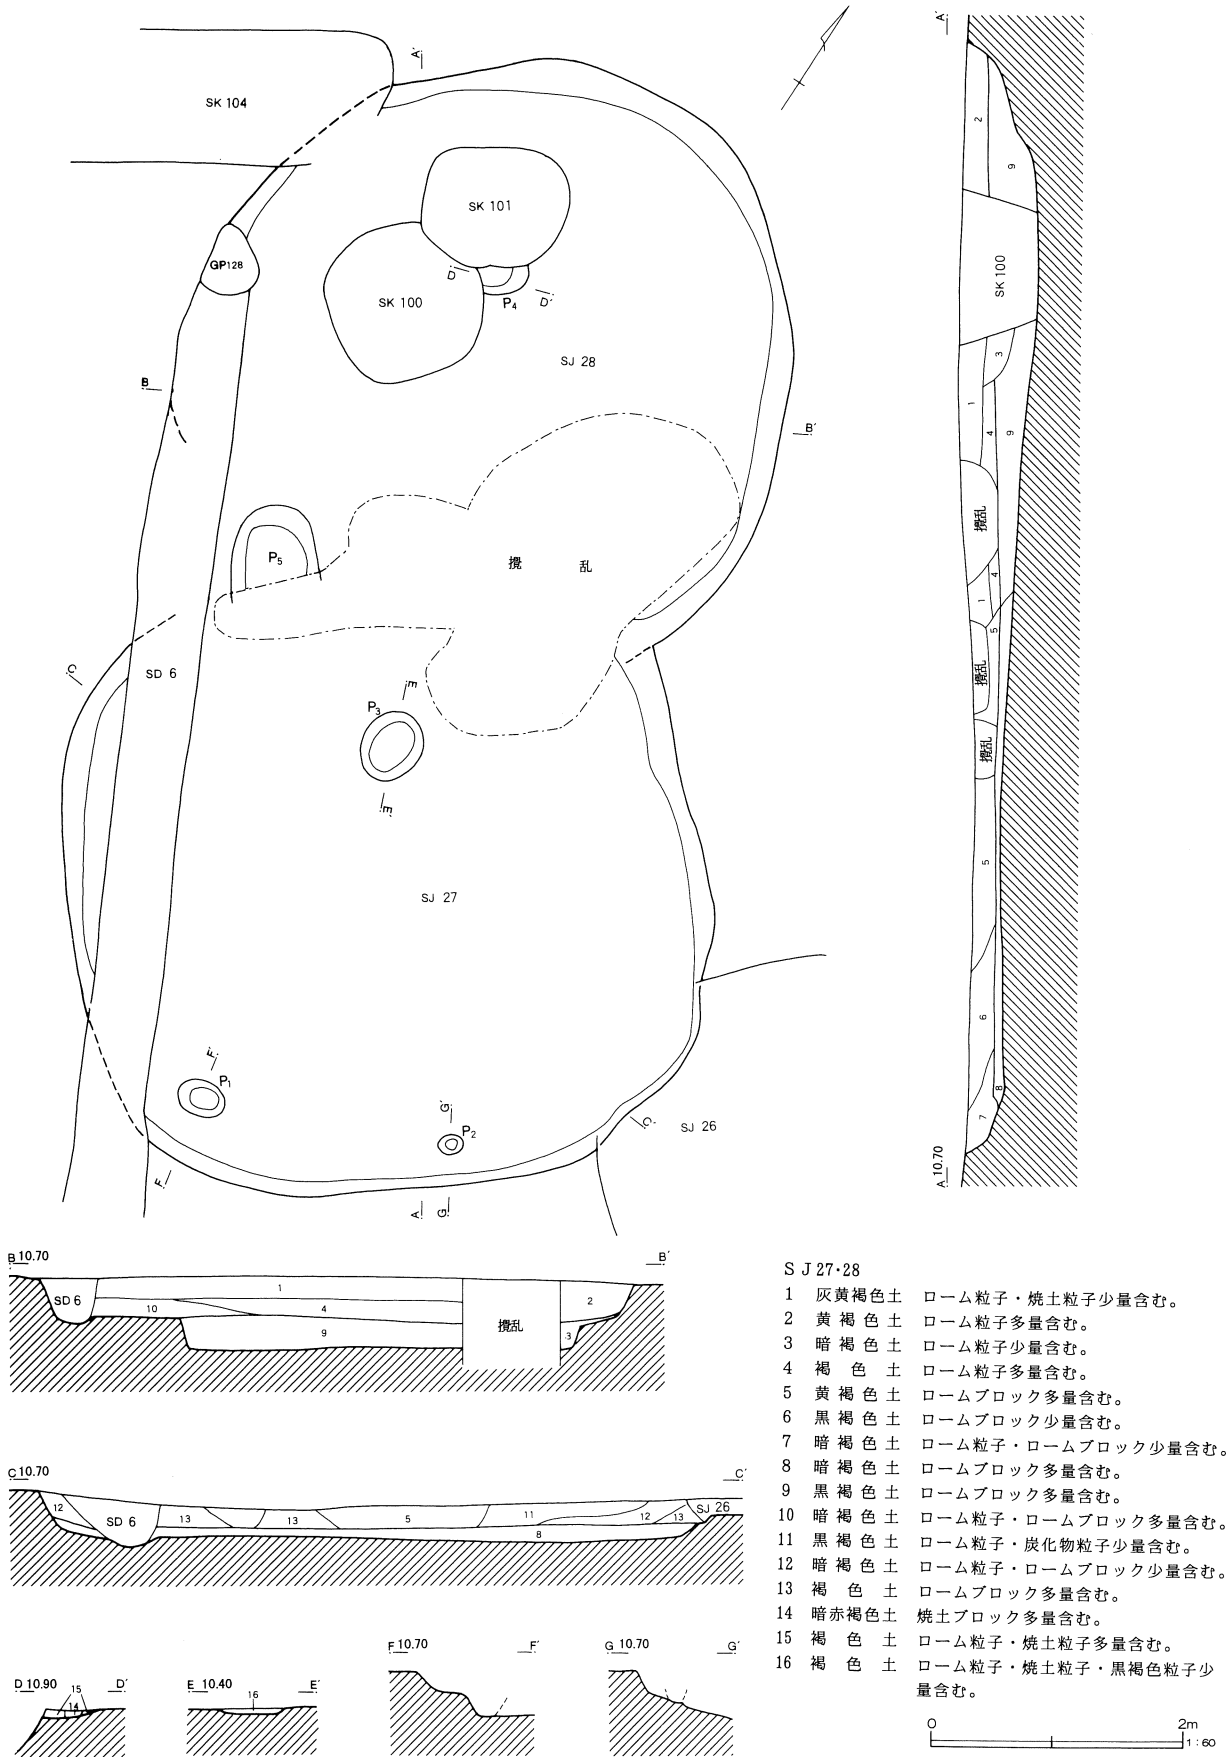 A′
SK 104
SK 101
GP128
D
SK 100
P4
D′
SJ 28
B
B′
P5
攪 乱
C
SD 6
E
P3
E′
SJ 27
F′
P1
G′
P2
C′
SJ 26
F
A
G
A′
2
9
SK 100
3
1
4
9
攪乱
4
1
5
攪乱
攪乱
5
6
8
7
A 10.70
B 10.70
B′
SD 6
1
2
10
4
9
攪乱
3
C 10.70
C′
12
SD 6
13
13
5
11
12
13
SJ 26
8
D 10.90
D′
15
14
E 10.40
E′
16
F 10.70
F′
G 10.70
G′
SJ27・28
1 灰黄褐色土 ローム粒子・焼土粒子少量含む。
2 黄褐色土 ローム粒子多量含む。
3 暗褐色土 ローム粒子少量含む。
4 褐色土 ローム粒子多量含む。
5 黄褐色土 ロームブロック多量含む。
6 黒褐色土 ロームブロック少量含む。
7 暗褐色土 ローム粒子・ロームブロック少量含む。
8 暗褐色土 ロームブロック多量含む。
9 黒褐色土 ロームブロック多量含む。
10 暗褐色土 ローム粒子・ロームブロック多量含む。
11 黒褐色土 ローム粒子・炭化物粒子少量含む。
12 暗褐色土 ローム粒子・ロームブロック少量含む。
13 褐色土 ロームブロック多量含む。
14 暗赤褐色土 焼土ブロック多量含む。
15 褐色土 ローム粒子・焼土粒子多量含む。
16 褐色土 ローム粒子・焼土粒子・黒褐色粒子少
量含む。
0 2m
1:60